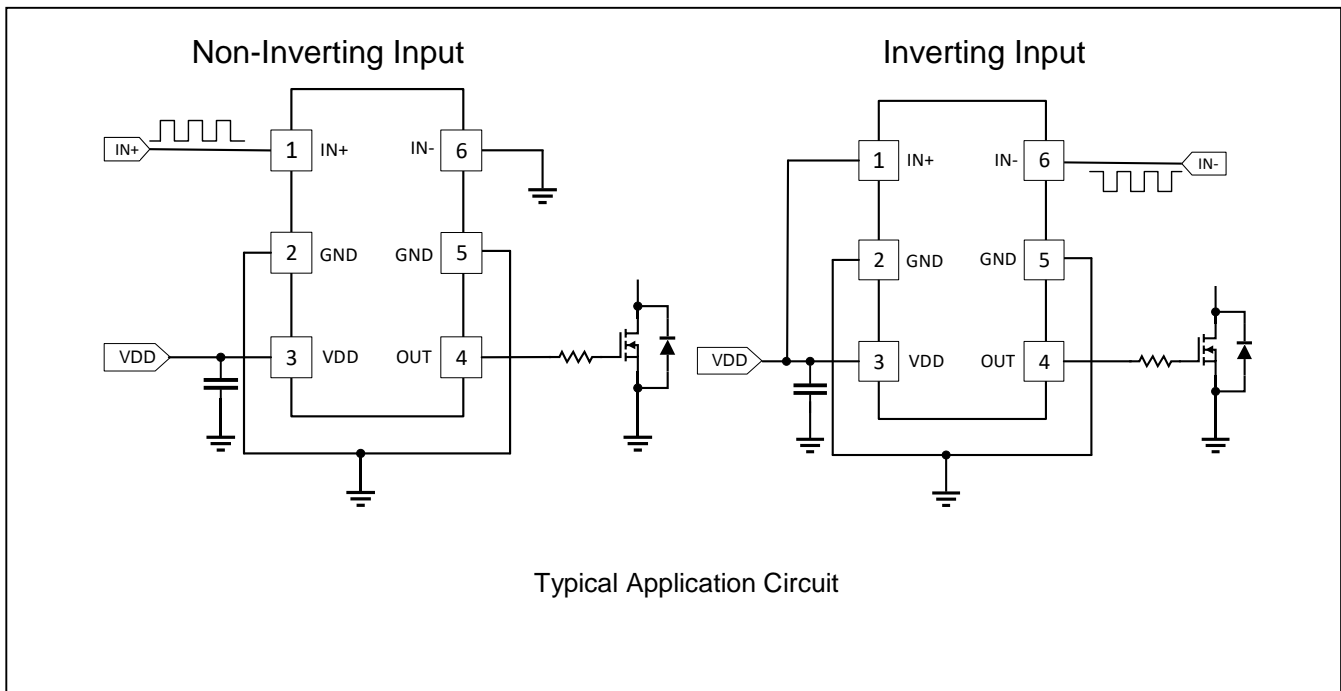 Non-Inverting Input
IN+
1
IN+
IN-
6
2
GND
GND
5
VDD
3
VDD
OUT
4
Inverting Input
1
IN+
IN-
6
IN-
2
GND
GND
5
VDD
3
VDD
OUT
4
Typical Application Circuit